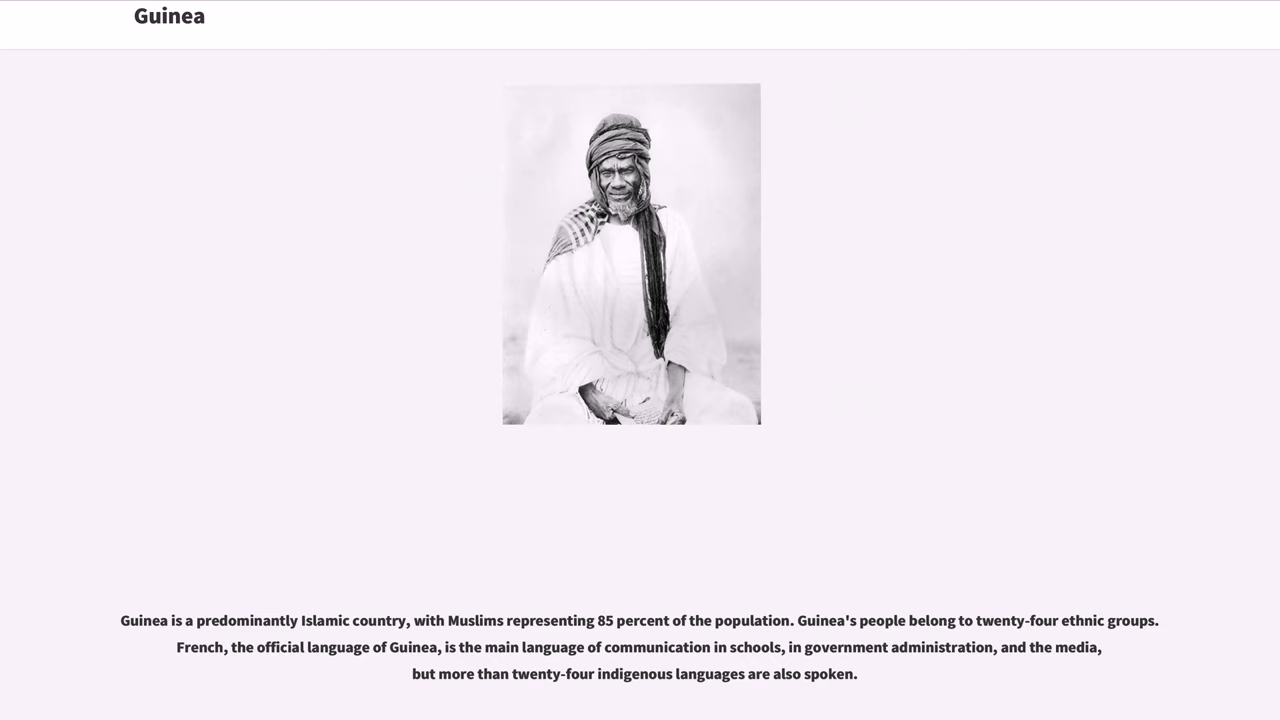 Guinea
Guinea is a predominantly Islamic country, with Muslims representing 85 percent of the population. Guinea's people belong to twenty-four ethnic groups.
French, the official language of Guinea, is the main language of communication in schools, in government administration, and the media,
but more than twenty-four indigenous languages are also spoken.